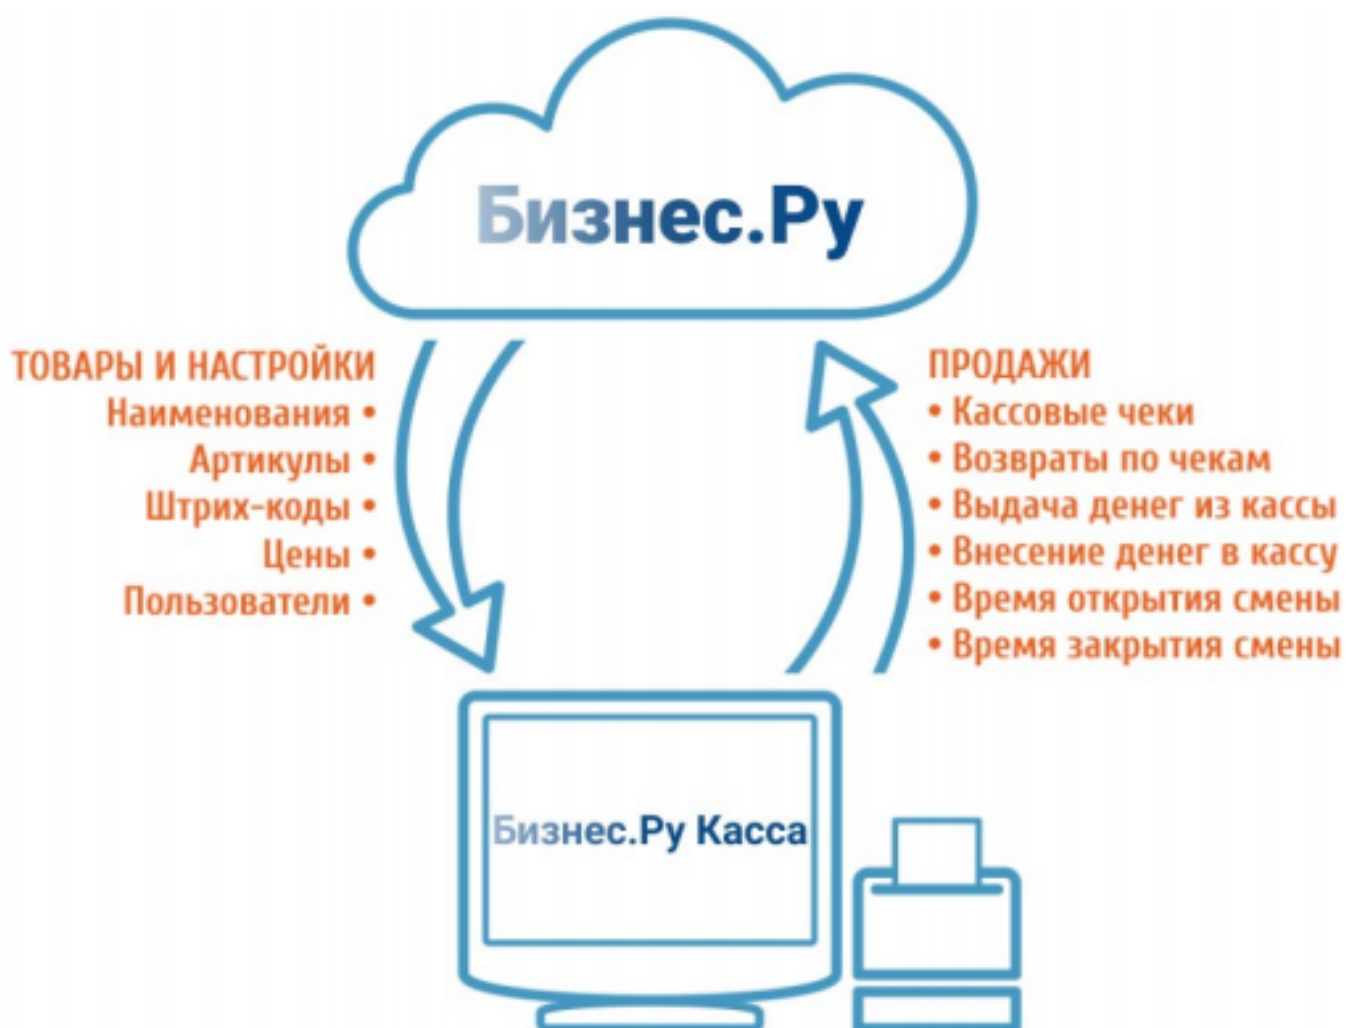 Бизнес.Ру
ТОВАРЫ И НАСТРОЙКИ
Наименования •
Артикулы •
Штрих-коды •
Цены •
Пользователи •
ПРОДАЖИ
• Кассовые чеки
• Возвраты по чекам
• Выдача денег из кассы
• Внесение денег в кассу
• Время открытия смены
• Время закрытия смены
Бизнес.Ру Касса